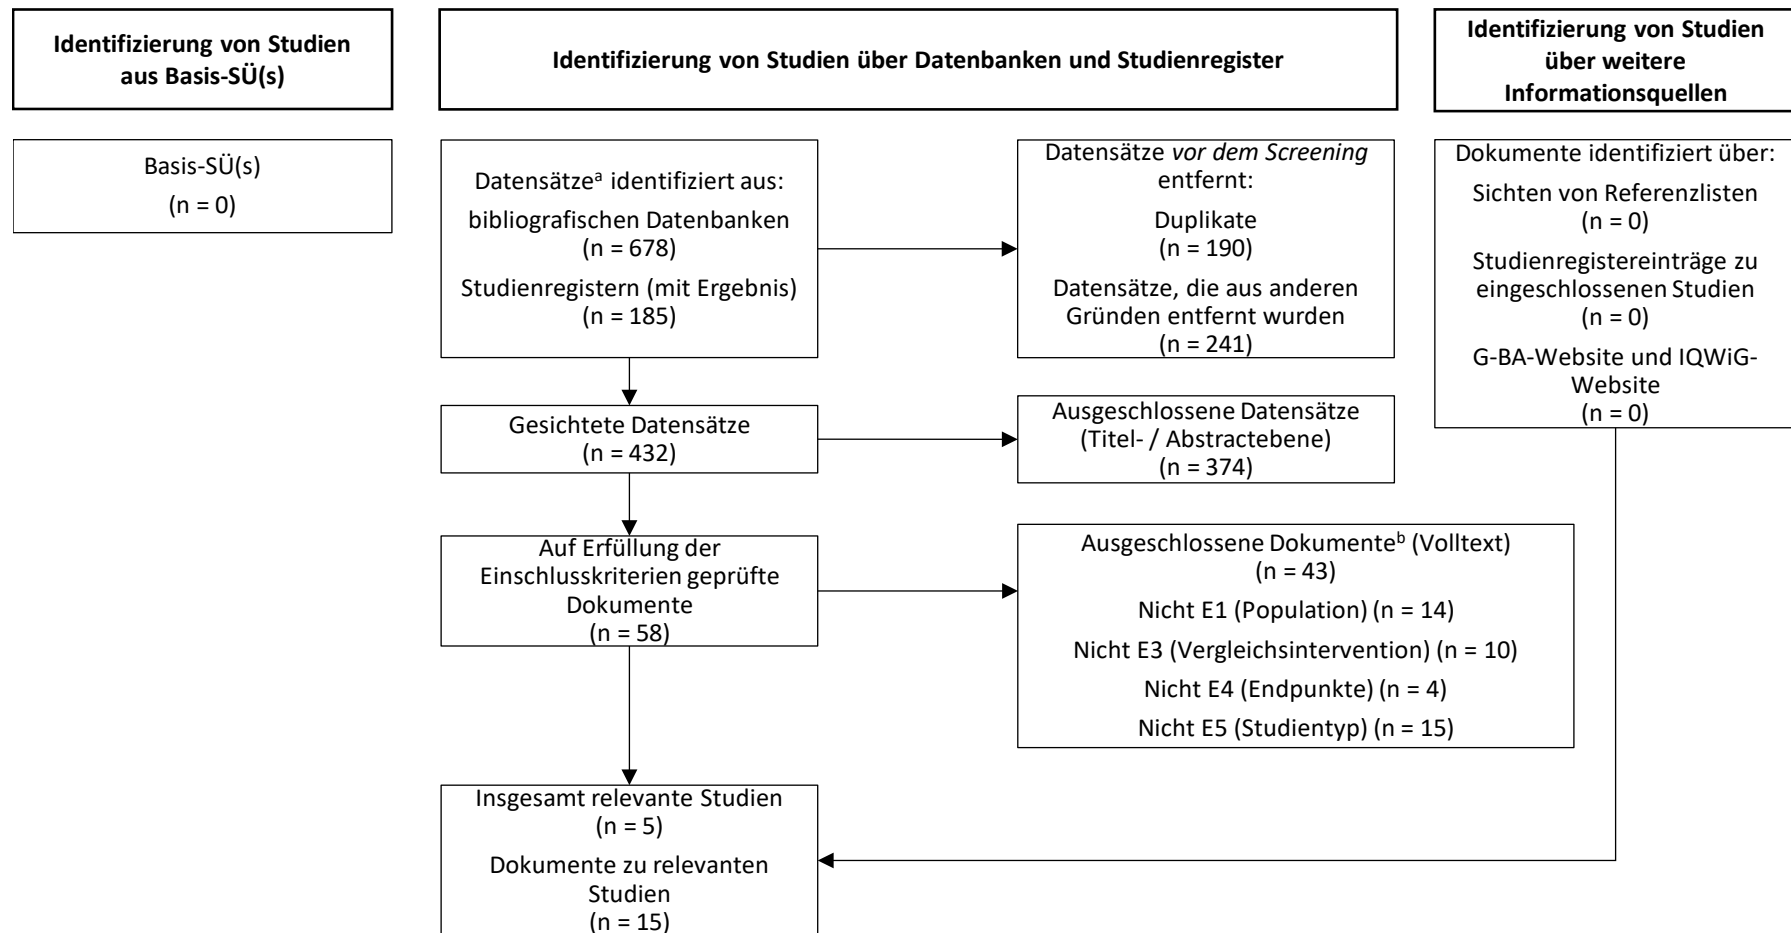 Identifizierung von Studien
aus Basis-SÜ(s)
Identifizierung von Studien über Datenbanken und Studienregister
Identifizierung von Studien
über weitere
Informationsquellen
Basis-SÜ(s)
(n = 0)
Datensätzeᵃ identifiziert aus:
bibliografischen Datenbanken
(n = 678)
Studienregistern (mit Ergebnis)
(n = 185)
Datensätze vor dem Screening
entfernt:
Duplikate
(n = 190)
Datensätze, die aus anderen
Gründen entfernt wurden
(n = 241)
Dokumente identifiziert über:
Sichten von Referenzlisten
(n = 0)
Studienregistereinträge zu
eingeschlossenen Studien
(n = 0)
G-BA-Website und IQWiG-
Website
(n = 0)
Gesichtete Datensätze
(n = 432)
Ausgeschlossene Datensätze
(Titel- / Abstractebene)
(n = 374)
Auf Erfüllung der
Einschlusskriterien geprüfte
Dokumente
(n = 58)
Ausgeschlossene Dokumenteᵇ (Volltext)
(n = 43)
Nicht E1 (Population) (n = 14)
Nicht E3 (Vergleichsintervention) (n = 10)
Nicht E4 (Endpunkte) (n = 4)
Nicht E5 (Studientyp) (n = 15)
Insgesamt relevante Studien
(n = 5)
Dokumente zu relevanten
Studien
(n = 15)